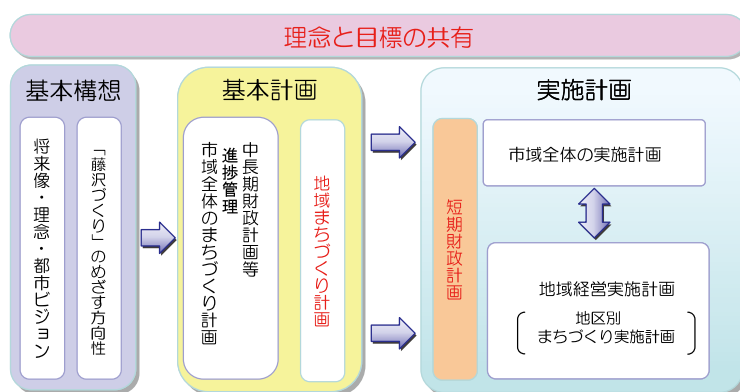 理念と目標の共有
基本構想
将来像・理念・都市ビジョン
「藤沢づくり」のめざす方向性
基本計画
市域全体のまちづくり計画
進捗管理
中長期財政計画等
地域まちづくり計画
実施計画
短期財政計画
市域全体の実施計画
地域経営実施計画
地区別
まちづくり実施計画